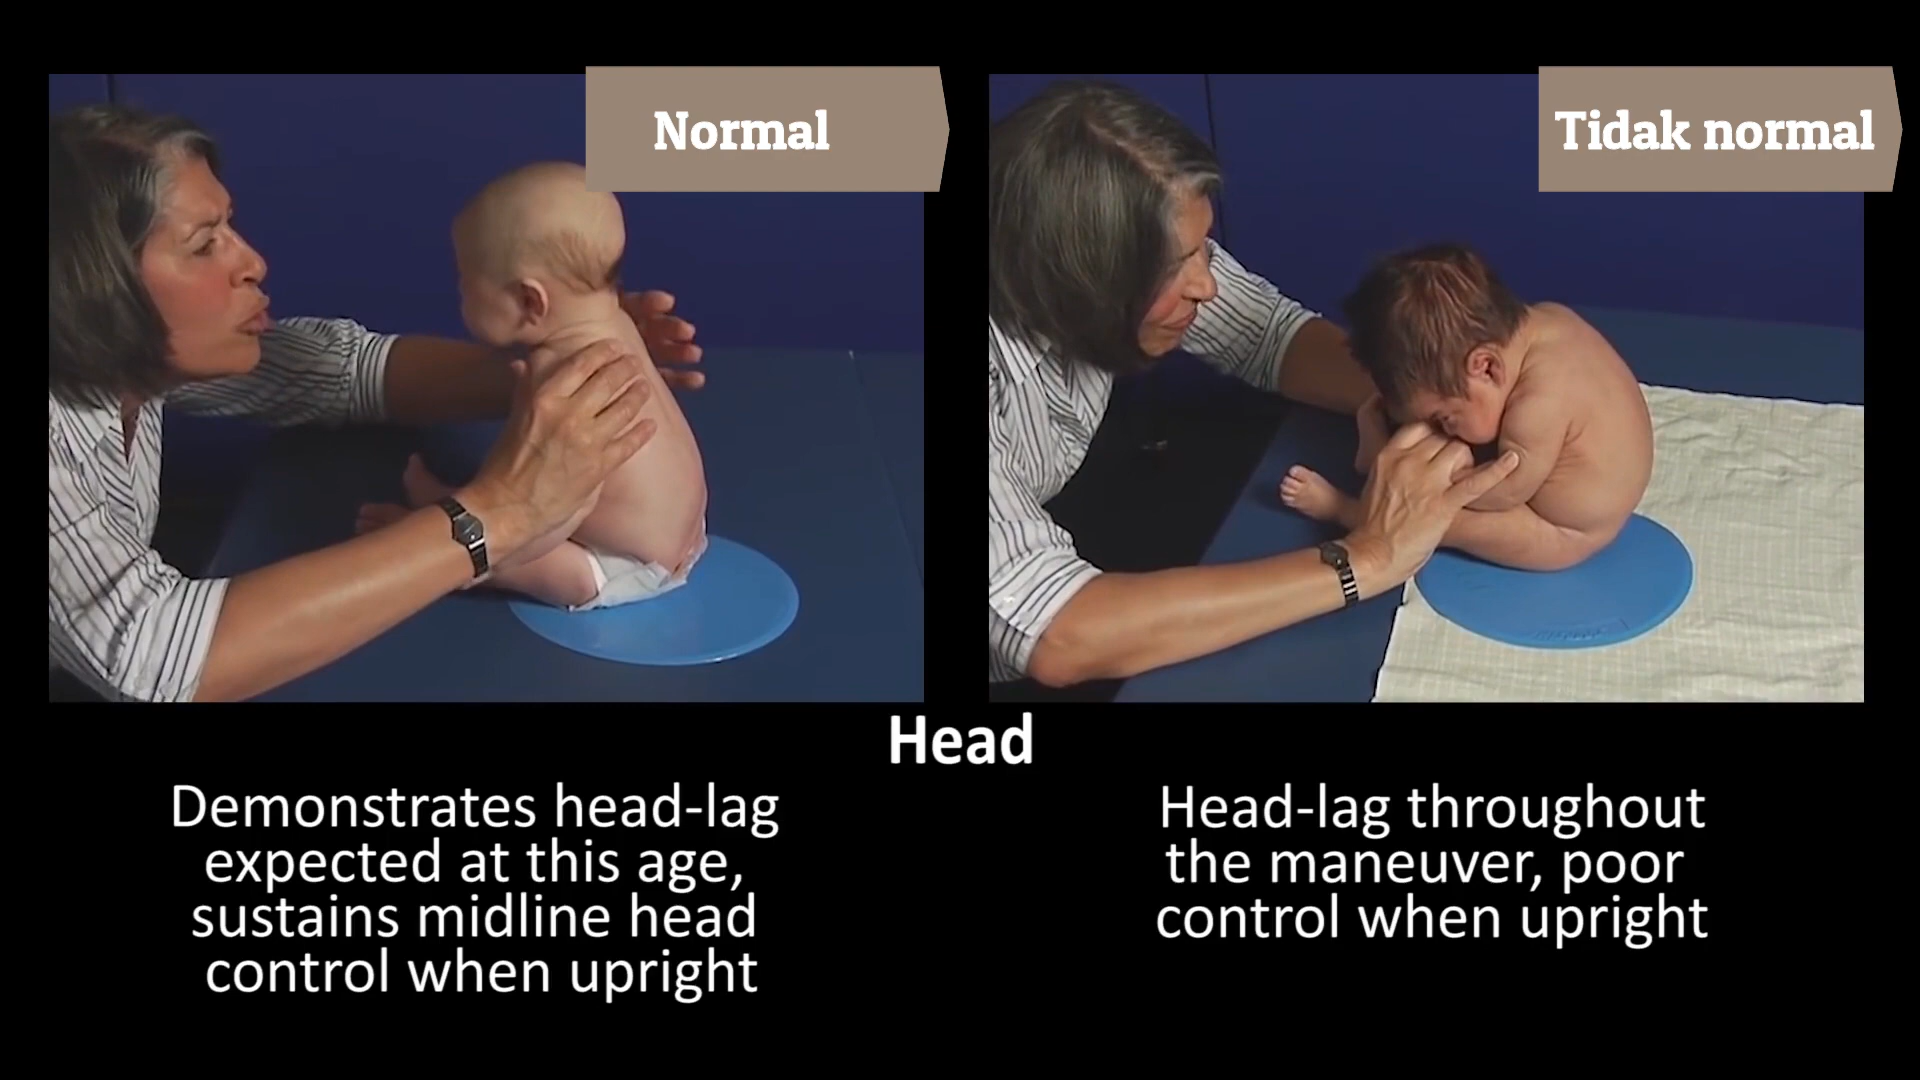 Normal
Tidak normal
Head
Demonstrates head-lag
expected at this age,
sustains midline head
control when upright
Head-lag throughout
the maneuver, poor
control when upright